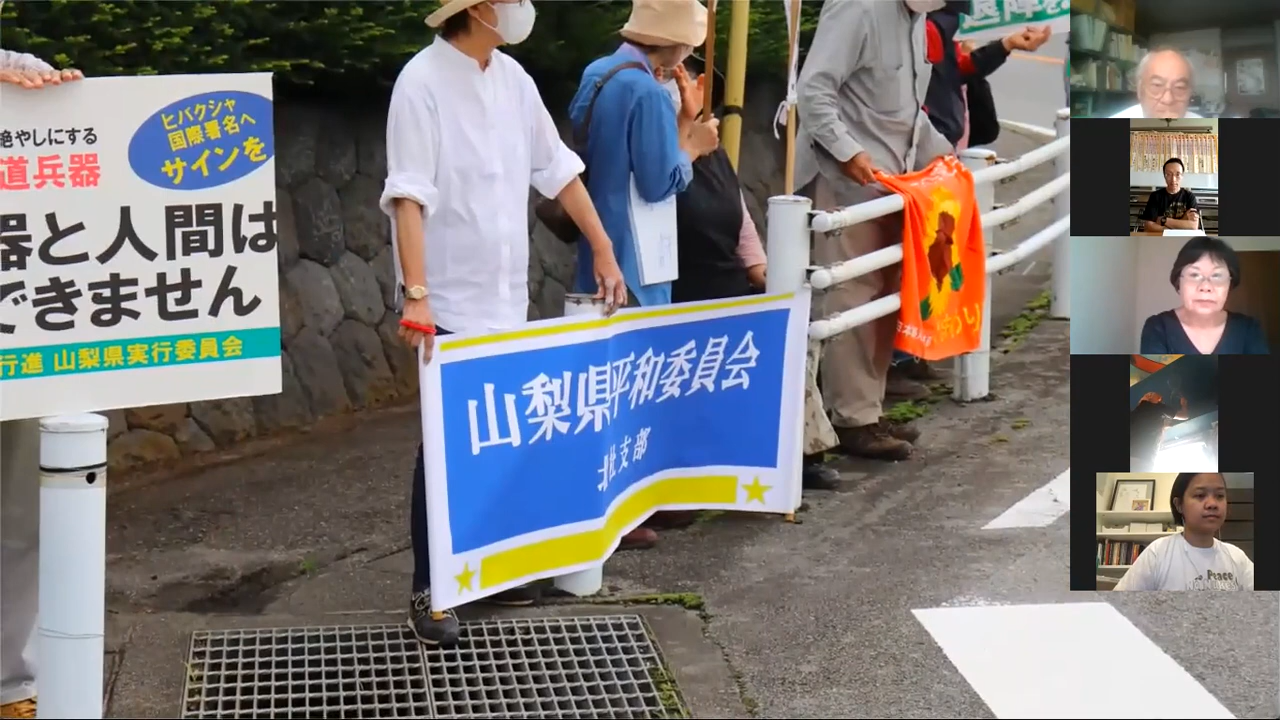 絶やしにする
道兵器
ヒバクシャ
国際署名へ
サインを
器と人間は
できません
行進 山梨県実行委員会
山梨県平和委員会
北杜支部
Peace